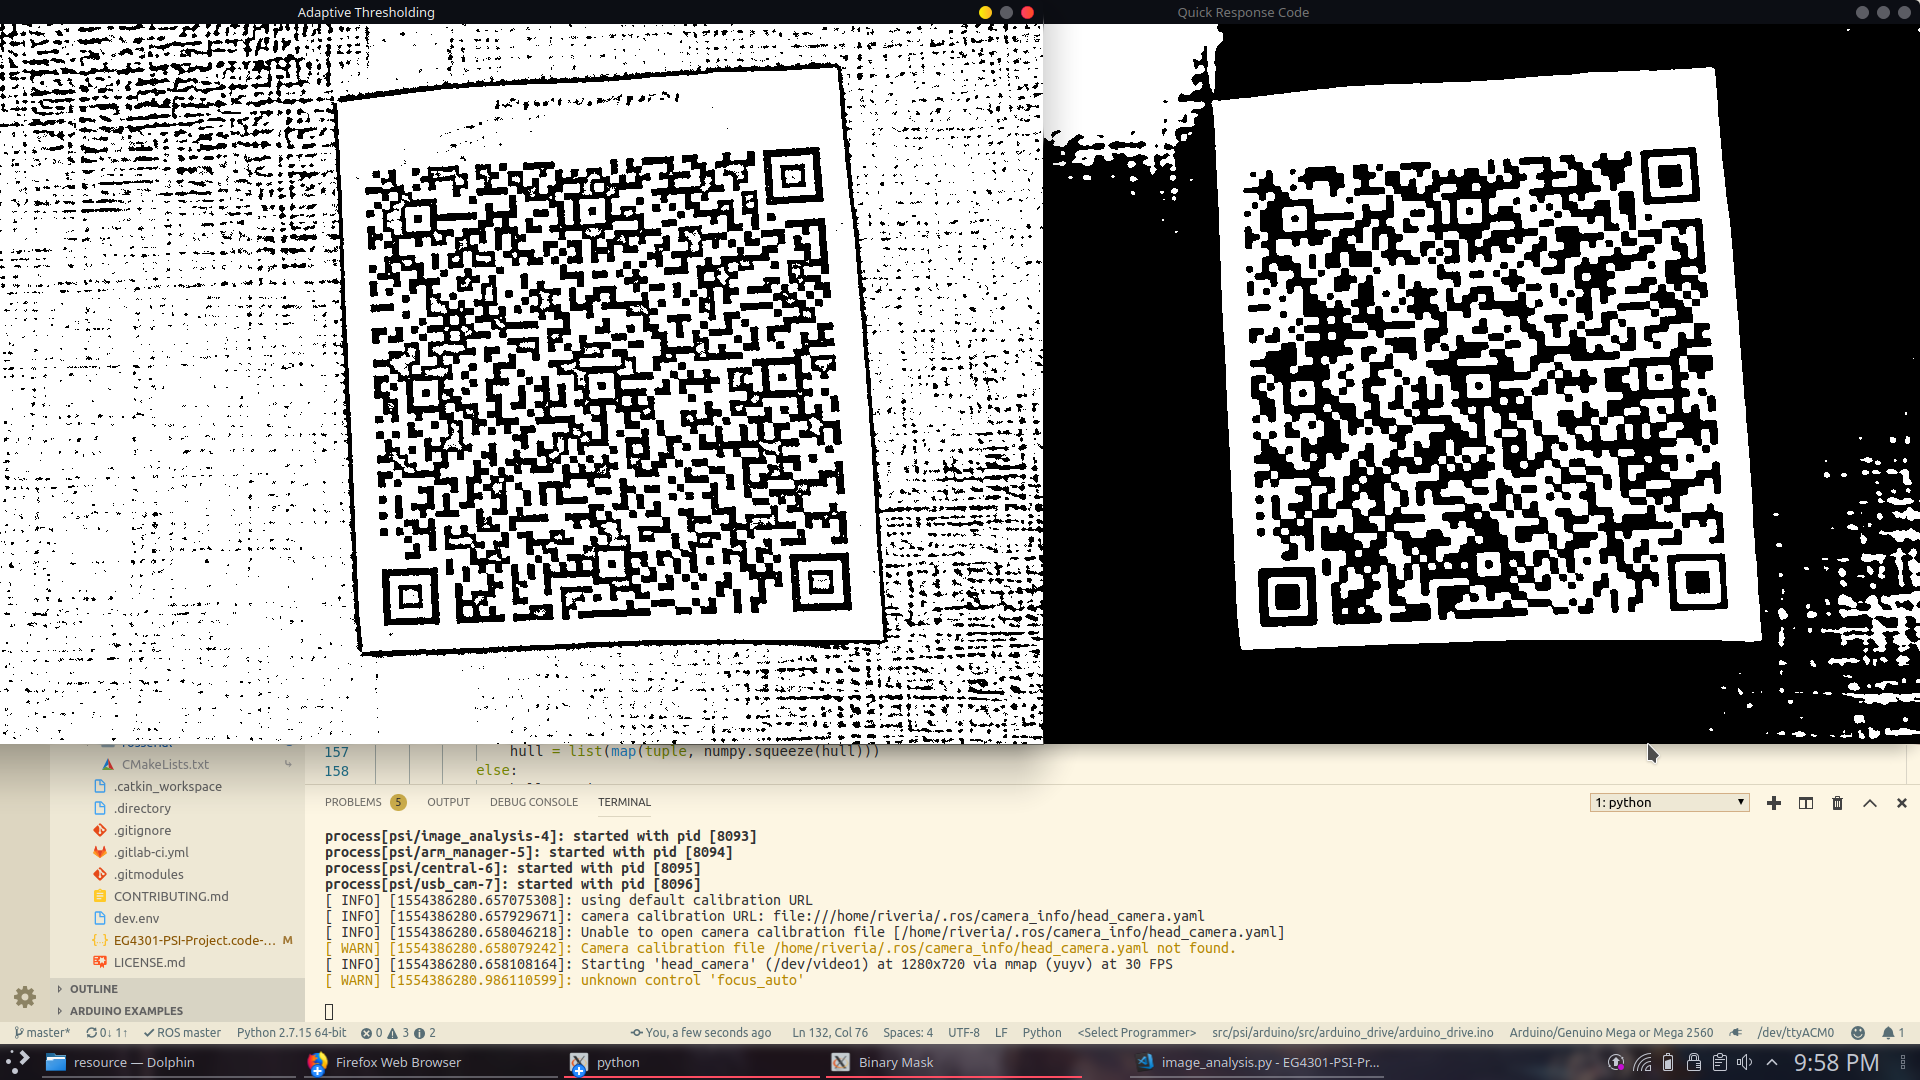 Adaptive Thresholding
Quick Response Code
157 hull = list(map(tuple, numpy.squeeze(hull)))
158 else:
CMakeLists.txt
.catkin_workspace
.directory
.gitignore
.gitlab-ci.yml
.gitmodules
CONTRIBUTING.md
dev.env
EG4301-PSI-Project.code-... M
LICENSE.md
OUTLINE
ARDUINO EXAMPLES
PROBLEMS 5 OUTPUT DEBUG CONSOLE TERMINAL 1: python
process[psi/image_analysis-4]: started with pid [8093]
process[psi/arm_manager-5]: started with pid [8094]
process[psi/central-6]: started with pid [8095]
process[psi/usb_cam-7]: started with pid [8096]
[ INFO] [1554386280.657075308]: using default calibration URL
[ INFO] [1554386280.657929671]: camera calibration URL: file:///home/riveria/.ros/camera_info/head_camera.yaml
[ INFO] [1554386280.658046218]: Unable to open camera calibration file [/home/riveria/.ros/camera_info/head_camera.yaml]
[ WARN] [1554386280.658079242]: Camera calibration file /home/riveria/.ros/camera_info/head_camera.yaml not found.
[ INFO] [1554386280.658108164]: Starting 'head_camera' (/dev/video1) at 1280x720 via mmap (yuyv) at 30 FPS
[ WARN] [1554386280.986110599]: unknown control 'focus_auto'
master* 0↓ 1↑ ROS master Python 2.7.15 64-bit 0 3 2 You, a few seconds ago Ln 132, Col 76 Spaces: 4 UTF-8 LF Python <Select Programmer> src/psi/arduino/src/arduino_drive/arduino_drive.ino Arduino/Genuino Mega or Mega 2560 /dev/ttyACM0 1
resource — Dolphin Firefox Web Browser python Binary Mask image_analysis.py - EG4301-PSI-Pr... 9:58 PM